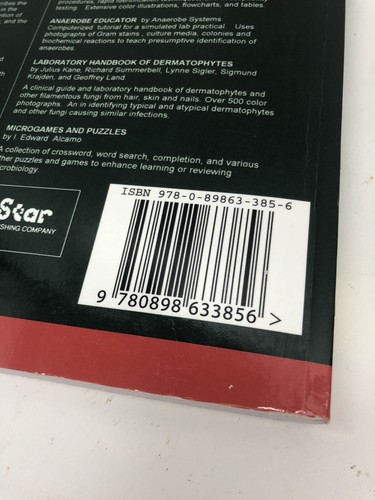 procedures, rapid identification
testing. Extensive color illustrations, flowcharts, and tables.
ANAEROBE EDUCATOR by Anaerobe Systems
Computerized tutorial for a simulated lab practical. Uses
photographs of Gram stains, culture media, colonies and
biochemical reactions to teach presumptive identification of
anaerobes.
LABORATORY HANDBOOK OF DERMATOPHYTES
by Julius Kane, Richard Summerbell, Lynne Sigler, Sigmund
Krajden, and Geoffrey Land
A clinical guide and laboratory handbook of dermatophytes and
other filamentous fungi from hair, skin and nails. Over 500 color
photographs. An in identifying typical and atypical dermatophytes
and other fungi causing similar infections.
MICROGAMES AND PUZZLES
by I. Edward Alcamo
A collection of crossword, word search, completion, and various
other puzzles and games to enhance learning or reviewing
Star
ISHING COMPANY
ISBN 978-0-89863-385-6
9 780898 633856 >